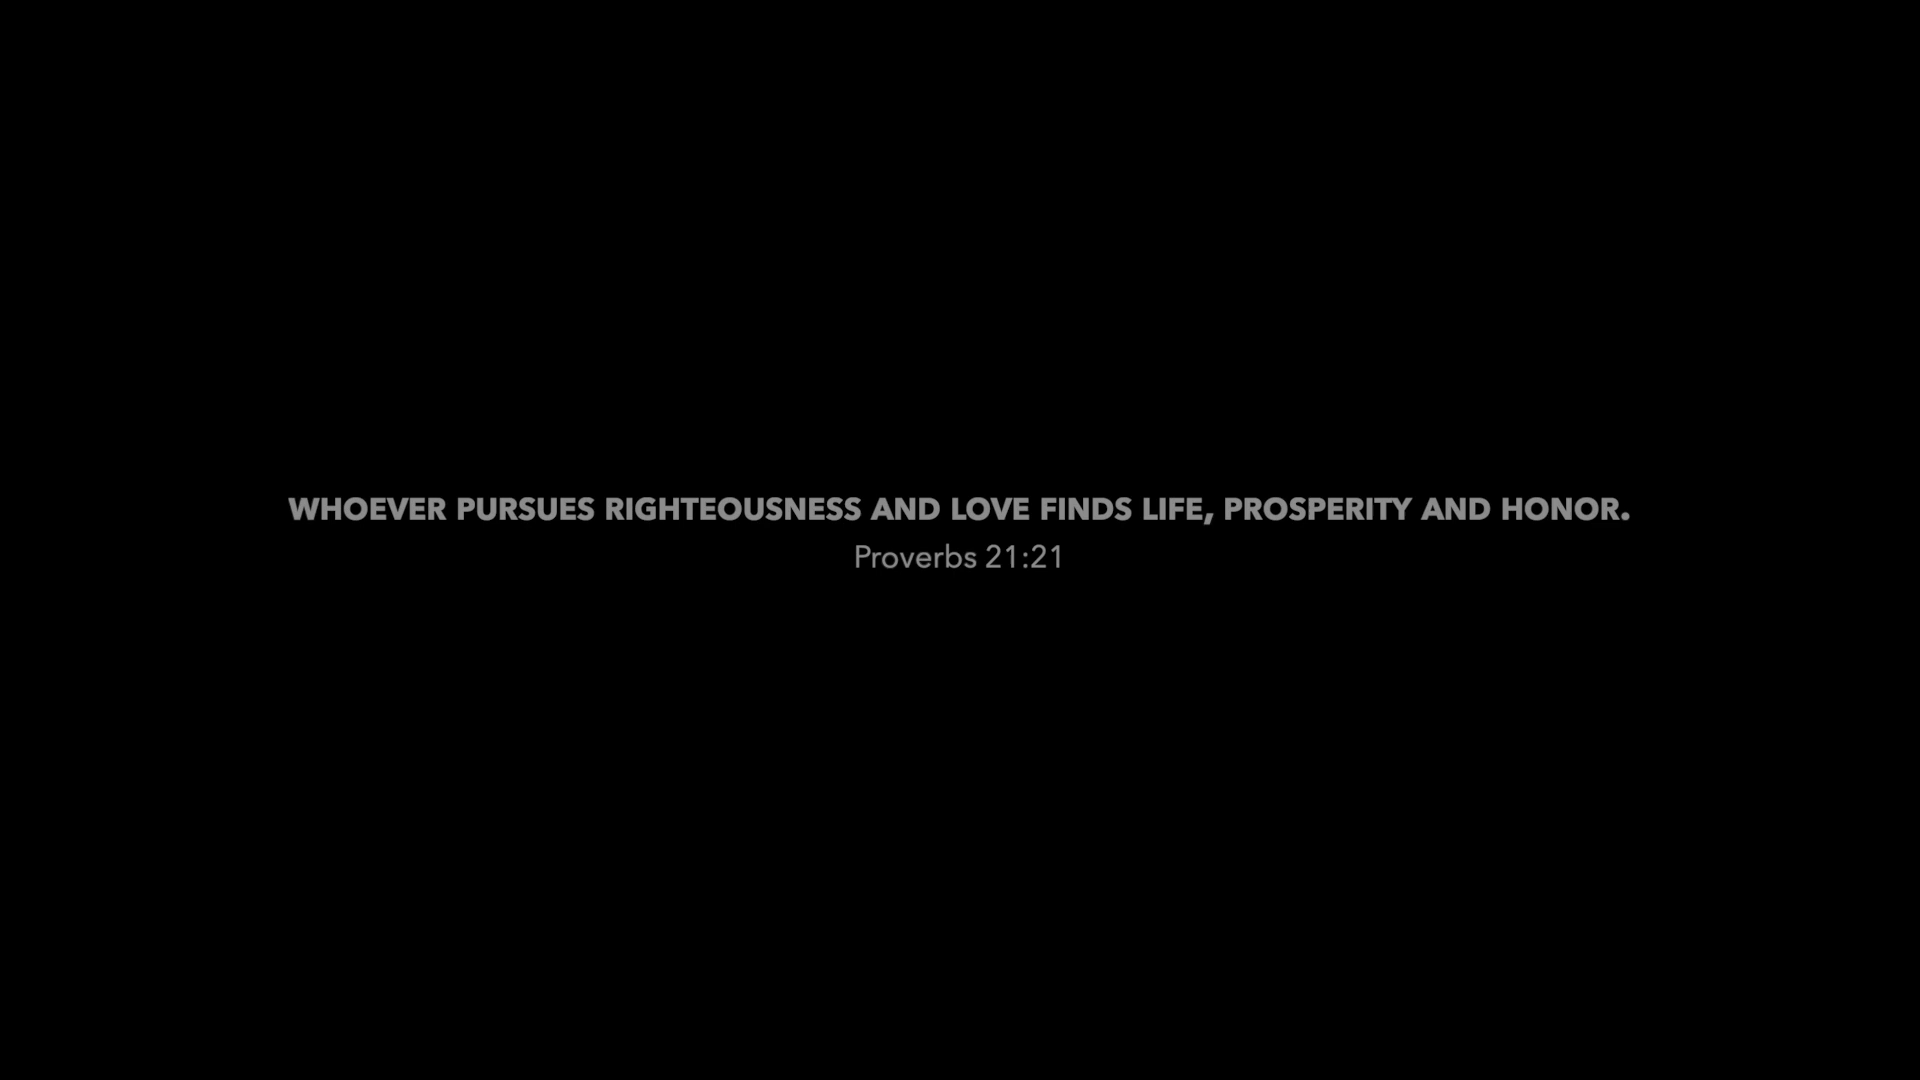 WHOEVER PURSUES RIGHTEOUSNESS AND LOVE FINDS LIFE, PROSPERITY AND HONOR.
Proverbs 21:21